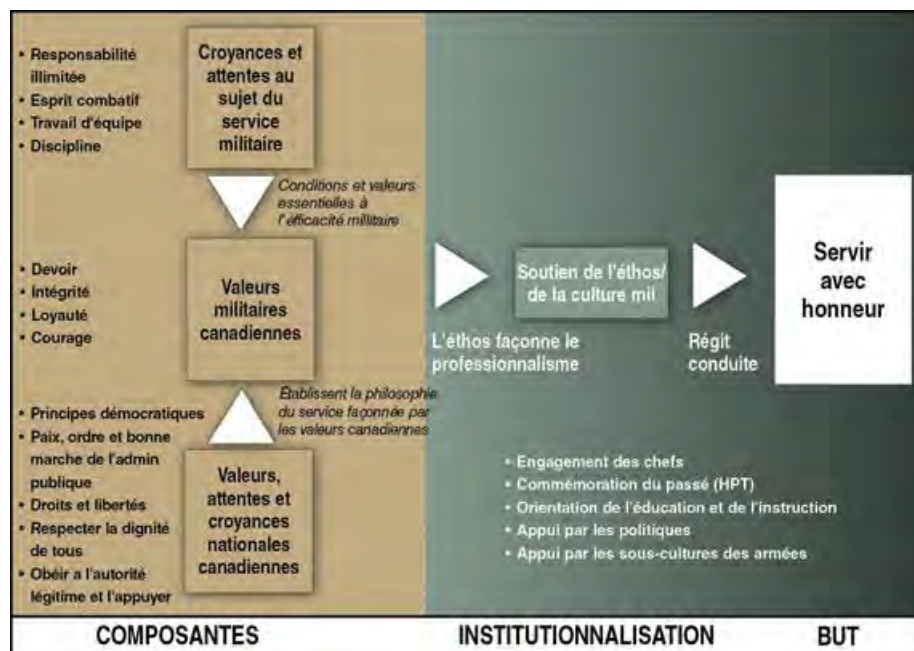 • Responsabilité
illimitée
• Esprit combatif
• Travail d'équipe
• Discipline
Croyances et
attentes au
sujet du
service
militaire
Conditions et valeurs
essentielles à
l'éfficacité millitaire
• Devoir
• Intégrité
• Loyauté
• Courage
Valeurs
militaires
canadiennes
Établissent la philosophie
du service façonnée par
les valeurs canadiennes
• Principes démocratiques
• Paix, ordre et bonne
marche de l'admin
publique
• Droits et libertés
• Respecter la dignité
de tous
• Obéir a l'autorité
légitime et l'appuyer
Valeurs,
attentes et
croyances
nationales
canadiennes
L'éthos façonne le
professionnalisme
Soutien de l'éthos/
de la culture mil
Régit
conduite
Servir
avec
honneur
• Engagement des chefs
• Commémoration du passé (HPT)
• Orientation de l'éducation et de l'instruction
• Appui par les politiques
• Appui par les sous-cultures des armées
COMPOSANTES
INSTITUTIONNALISATION
BUT